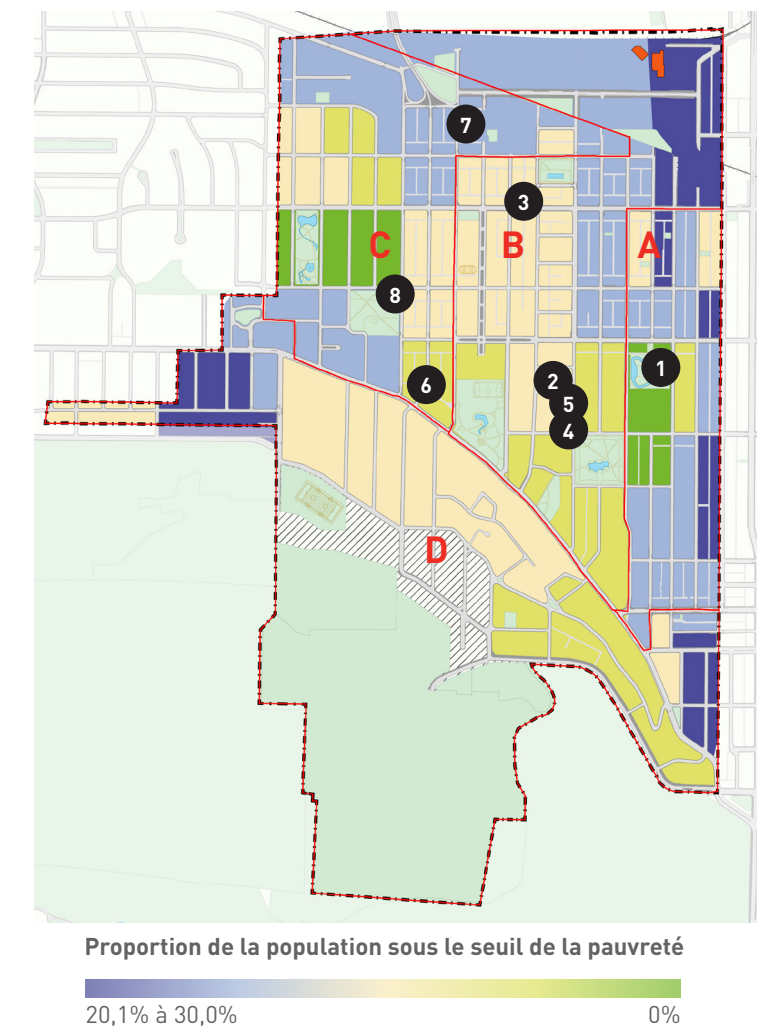 7
3
C
B
A
8
1
2
6
5
4
D
Proportion de la population sous le seuil de la pauvreté
20,1% à 30,0%
0%